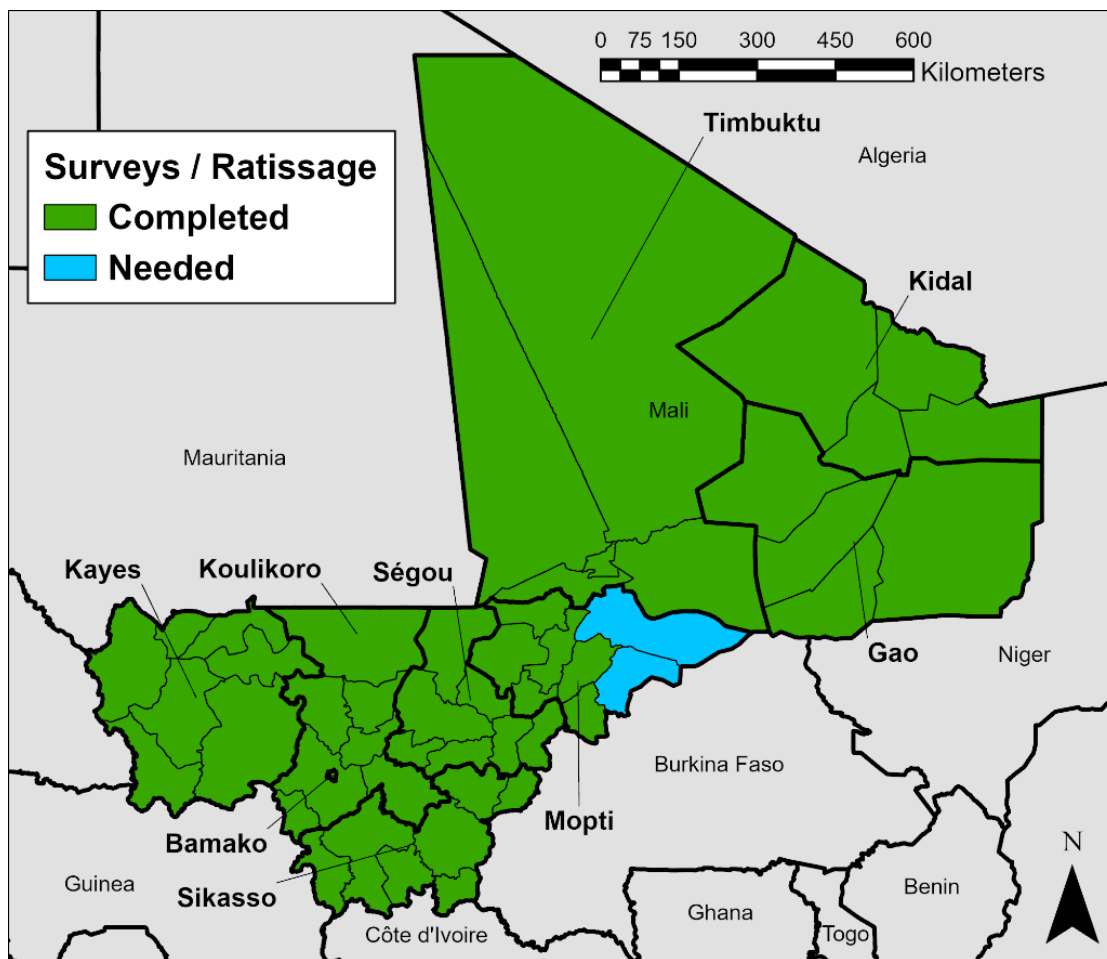 0 75 150 300 450 600
Kilometers
Timbuktu
Algeria
Surveys / Ratissage
Completed
Needed
Kidal
Mali
Mauritania
Kayes
Koulikoro
Ségou
Gao
Niger
Burkina Faso
Mopti
Bamako
Sikasso
Guinea
Côte d'Ivoire
Ghana
Togo
Benin
N